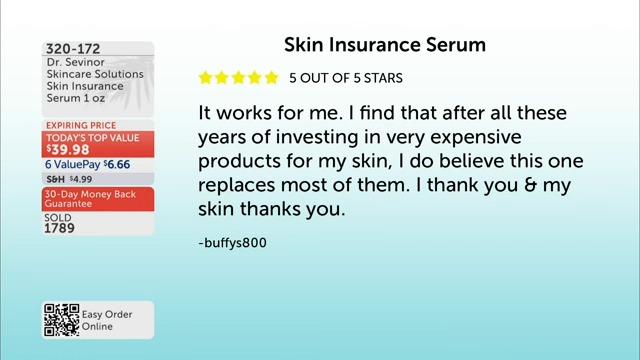 320-172
Dr. Sevinor
Skincare Solutions
Skin Insurance
Serum 1 oz
EXPIRING PRICE
TODAY'S TOP VALUE
$39.98
6 ValuePay $6.66
S&H $4.99
30-Day Money Back
Guarantee
SOLD
1789
Easy Order
Online
Skin Insurance Serum
5 OUT OF 5 STARS
It works for me. I find that after all these
years of investing in very expensive
products for my skin, I do believe this one
replaces most of them. I thank you & my
skin thanks you.
-buffys800